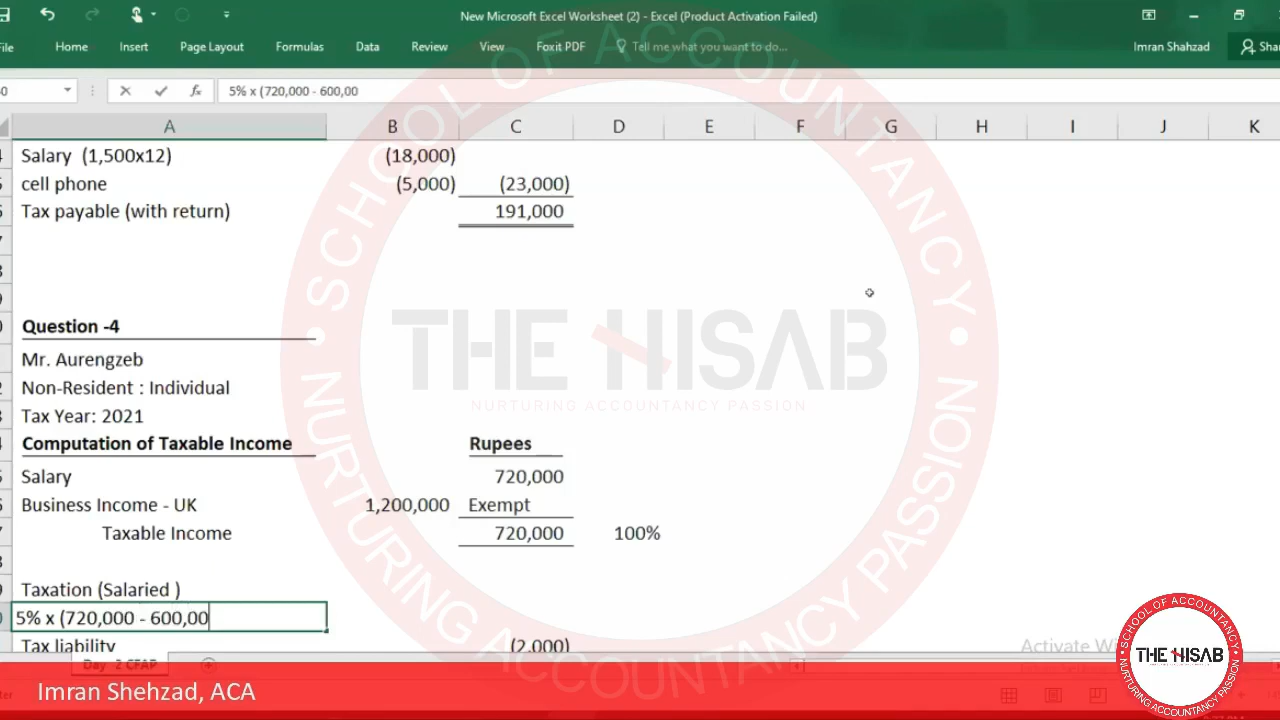 New Microsoft Excel Worksheet (2) - Excel (Product Activation Failed)
File Home Insert Page Layout Formulas Data Review View Foxit PDF Tell me what you want to do... Imran Shahzad Shar
fx 5% x (720,000 - 600,00
A B C D E F G H I J K
Salary (1,500x12) (18,000)
cell phone (5,000) (23,000)
Tax payable (with return) 191,000
Question -4
Mr. Aurengzeb
Non-Resident : Individual
Tax Year: 2021
Computation of Taxable Income Rupees
Salary 720,000
Business Income - UK 1,200,000 Exempt
Taxable Income 720,000 100%
Taxation (Salaried )
5% x (720,000 - 600,00
Tax liability (2,000)
Activate Wi
Day 2 CFAP
Imran Shehzad, ACA
SCHOOL OF ACCOUNTANCY
THE HISAB
NURTURING ACCOUNTANCY PASSION
NURTURING ACCOUNTANCY PASSION
SCHOOL OF ACCOUNTANCY
THE HISAB
NURTURING ACCOUNTANCY PASSION